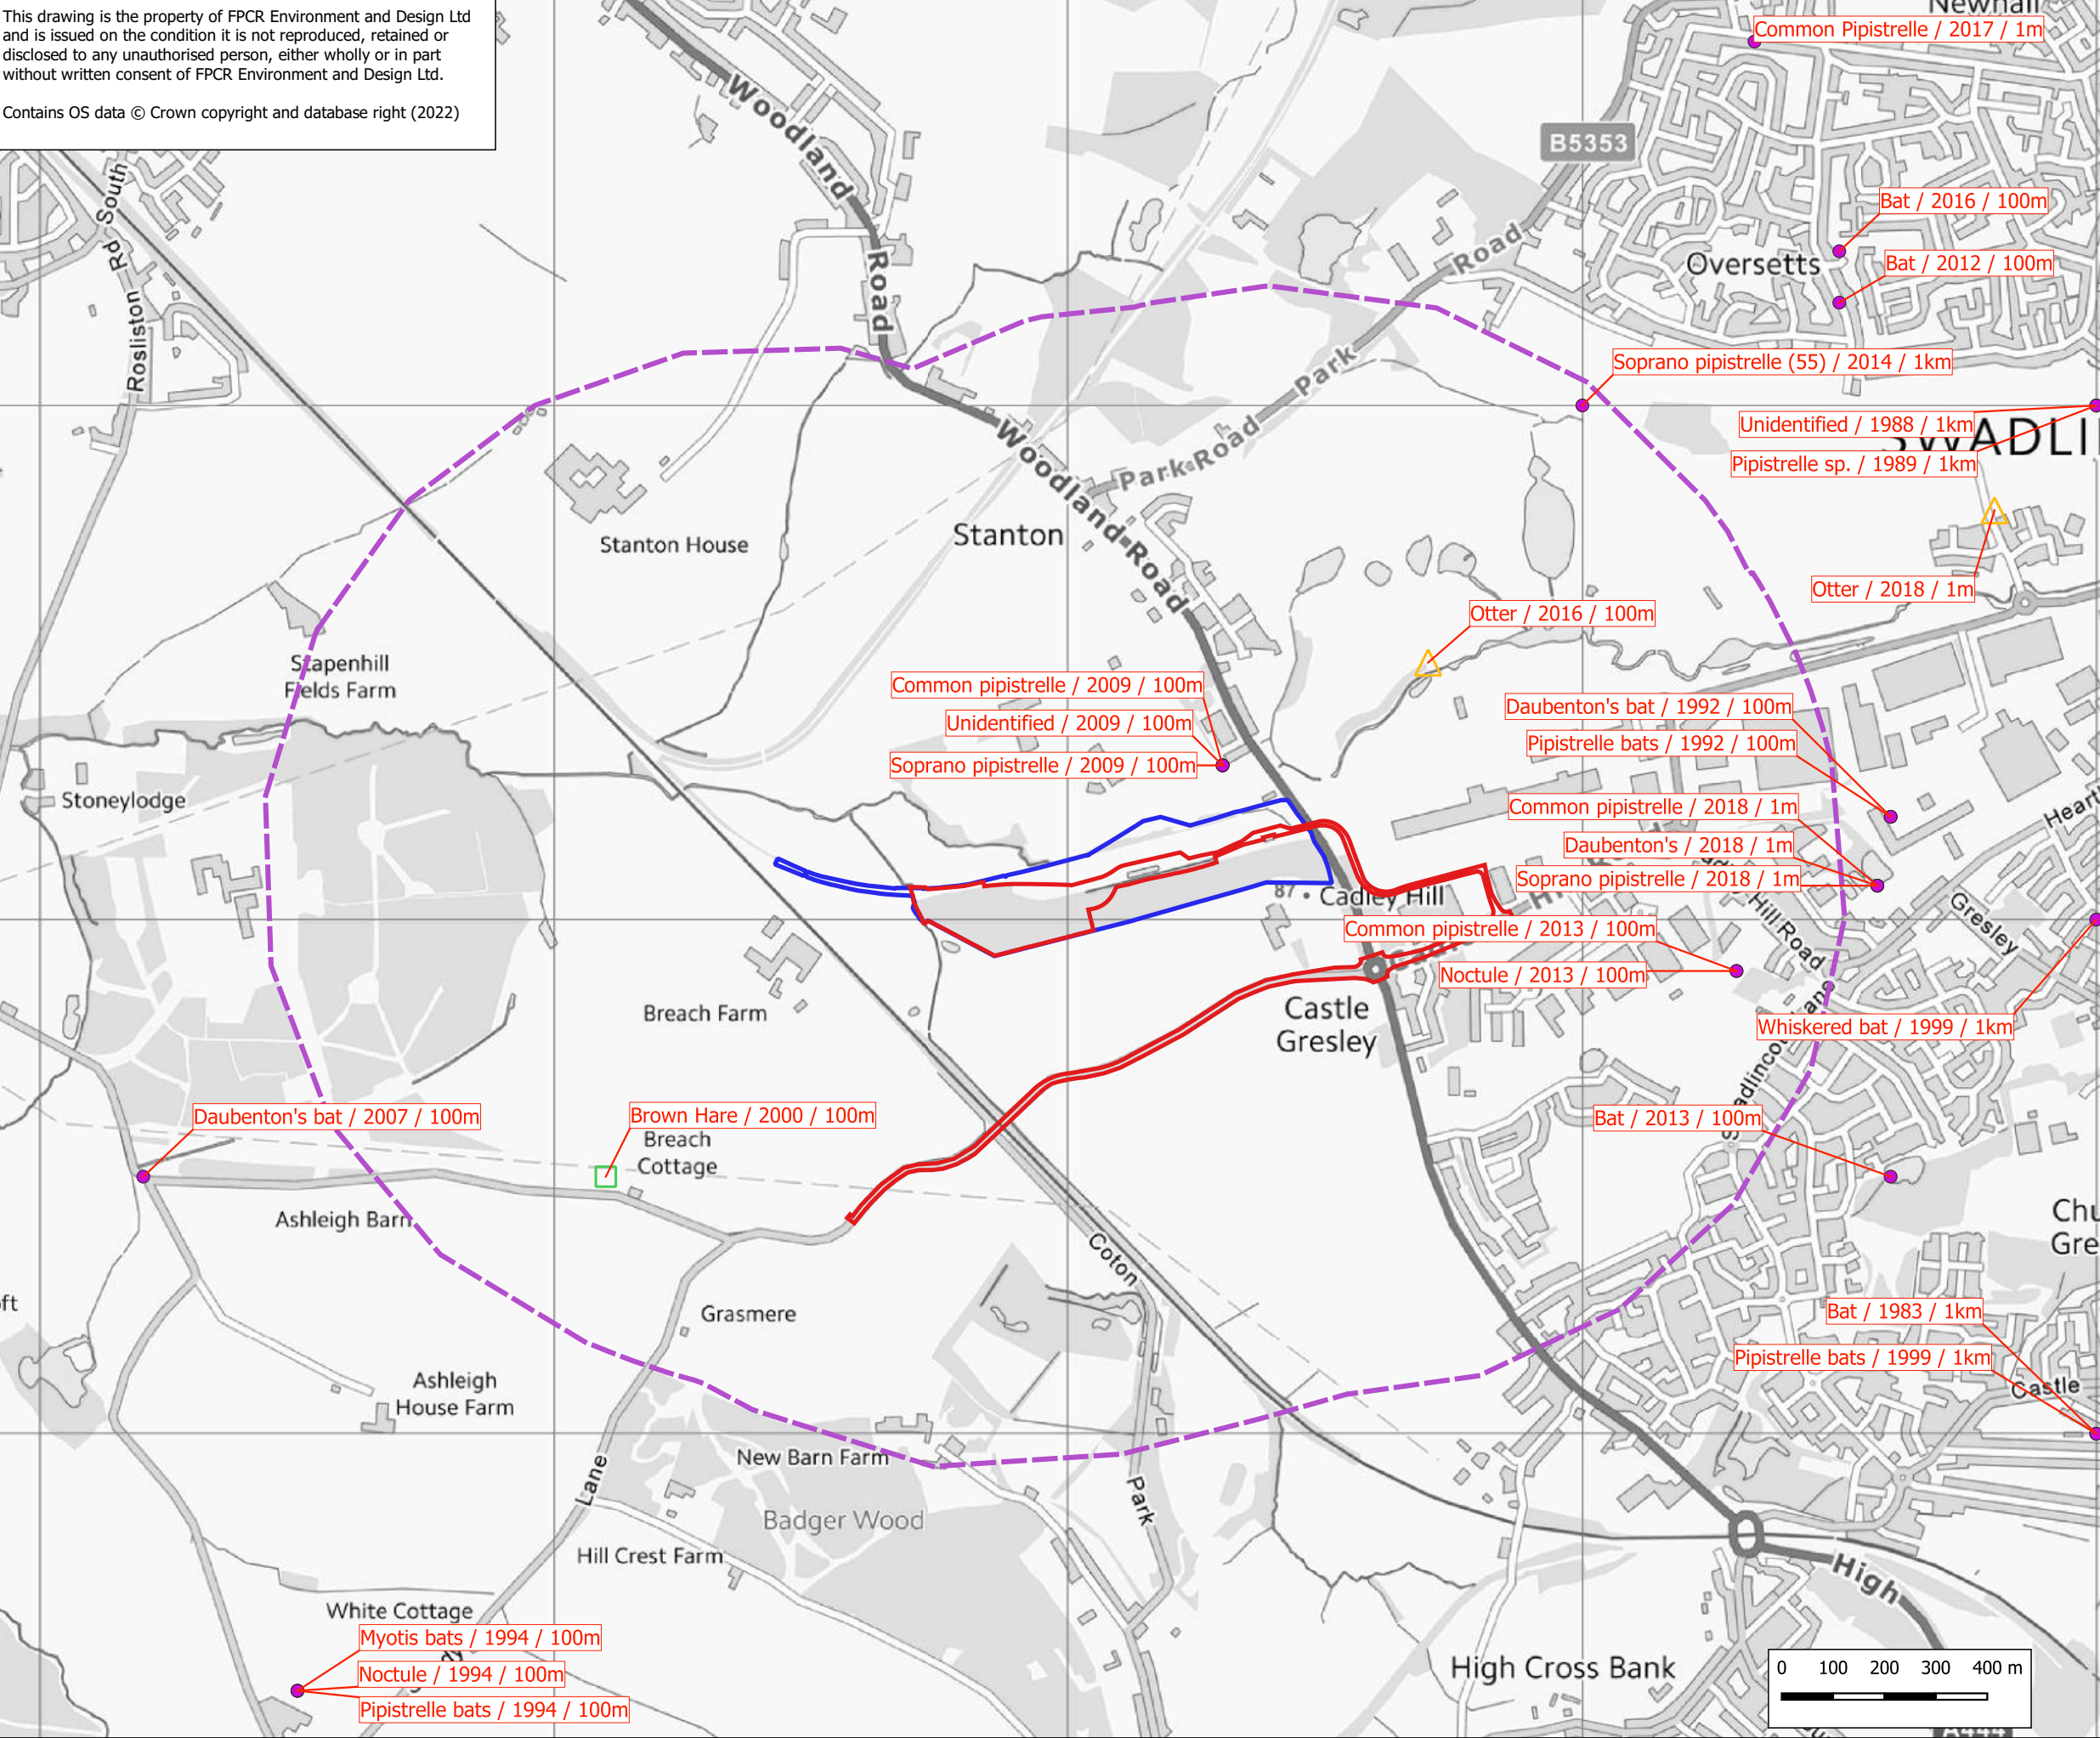 This drawing is the property of FPCR Environment and Design Ltd
and is issued on the condition it is not reproduced, retained or
disclosed to any unauthorised person, either wholly or in part
without written consent of FPCR Environment and Design Ltd.
Contains OS data © Crown copyright and database right (2022)
Newhall
Common Pipistrelle / 2017 / 1m
Woodland
B5353
Rd South
Bat / 2016 / 100m
Road
Road
Oversetts
Bat / 2012 / 100m
Rosliston
Soprano pipistrelle (55) / 2014 / 1km
Park
Unidentified / 1988 / 1km
SWADLI
Pipistrelle sp. / 1989 / 1km
Park Road
Woodland Road
Stanton
Stanton House
Otter / 2018 / 1m
Otter / 2016 / 100m
Stapenhill
Fields Farm
Common pipistrelle / 2009 / 100m
Unidentified / 2009 / 100m
Soprano pipistrelle / 2009 / 100m
Daubenton's bat / 1992 / 100m
Pipistrelle bats / 1992 / 100m
Stoneylodge
Common pipistrelle / 2018 / 1m
Heart
Daubenton's / 2018 / 1m
Soprano pipistrelle / 2018 / 1m
87 • Cadley Hill
Hill Road
Gresley
Common pipistrelle / 2013 / 100m
Noctule / 2013 / 100m
Breach Farm
Castle
Gresley
Whiskered bat / 1999 / 1km
Daubenton's bat / 2007 / 100m
Brown Hare / 2000 / 100m
Breach
Cottage
Bat / 2013 / 100m
Ashleigh Barn
Chu
Gre
Coton
Grasmere
ft
Bat / 1983 / 1km
Pipistrelle bats / 1999 / 1km
Castle
Ashleigh
House Farm
New Barn Farm
Lane
Park
Badger Wood
Hill Crest Farm
High
White Cottage
Myotis bats / 1994 / 100m
Noctule / 1994 / 100m
Pipistrelle bats / 1994 / 100m
High Cross Bank
0 100 200 300 400 m
A444